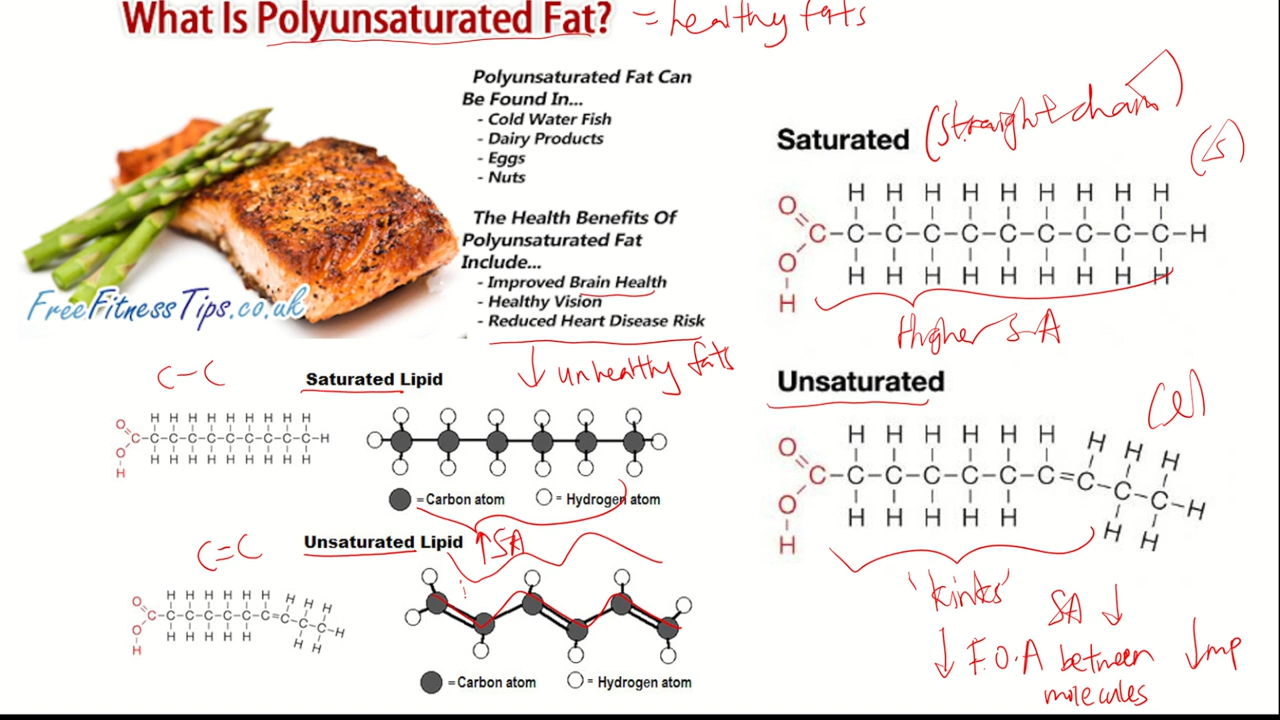 What Is Polyunsaturated Fat? = healthy fats
Polyunsaturated Fat Can
Be Found In...
- Cold Water Fish
- Dairy Products
- Eggs
- Nuts
The Health Benefits Of
Polyunsaturated Fat
Include...
- Improved Brain Health
- Healthy Vision
- Reduced Heart Disease Risk
FreeFitnessTips.co.uk
↓ unhealthy fats
C-C
Saturated Lipid
H H H H H H H H H
O C-C-C-C-C-C-C-C-C-C-H
O H H H H H H H H H
H
= Carbon atom
= Hydrogen atom
↑SA
C=C
Unsaturated Lipid
H H H H H H H H H
O C-C-C-C-C-C-C=C-C-C-H
O H H H H H H H
H
= Carbon atom
= Hydrogen atom
Saturated (straight chain)
(s)
H H H H H H H H H
O C-C-C-C-C-C-C-C-C-C-H
O H H H H H H H H H
H
Higher SA
Unsaturated
(l)
H H H H H H H H H
O C-C-C-C-C-C-C=C-C-C-H
O H H H H H H H
H
'kinks' SA ↓
↓ F.O.A between ↓mp
molecules